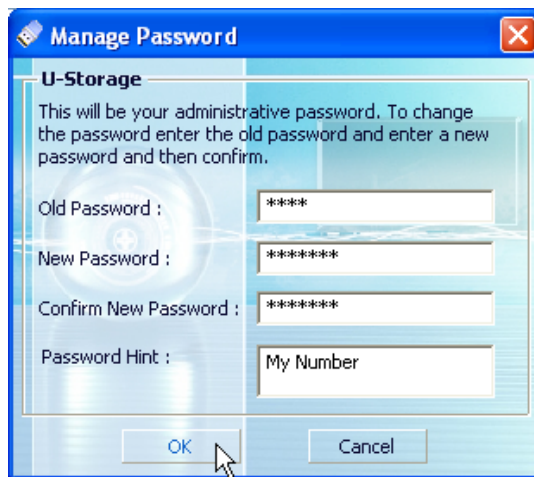 Manage Password
U-Storage
This will be your administrative password. To change
the password enter the old password and enter a new
password and then confirm.
Old Password : ****
New Password : *******
Confirm New Password : *******
Password Hint : My Number
OK Cancel